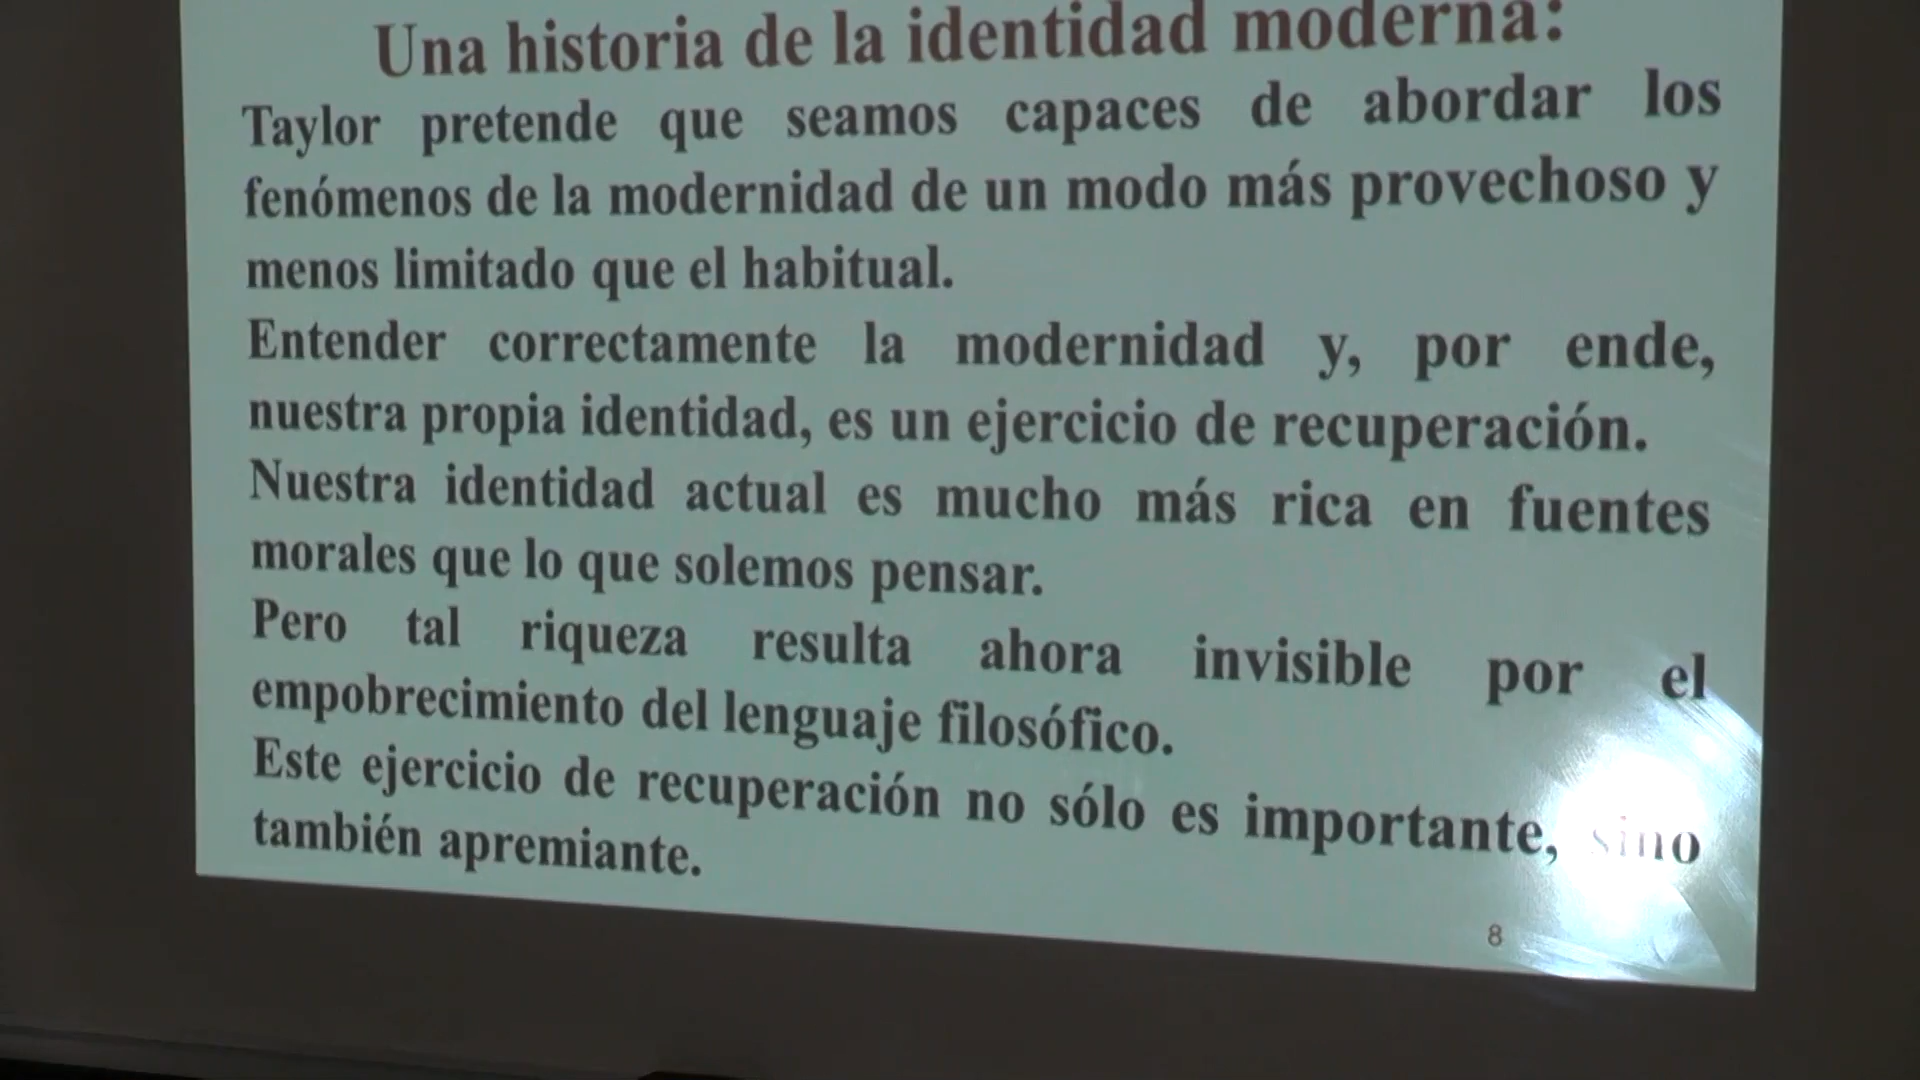 Una historia de la identidad moderna:
Taylor pretende que seamos capaces de abordar los
fenómenos de la modernidad de un modo más provechoso y
menos limitado que el habitual.
Entender correctamente la modernidad y, por ende,
nuestra propia identidad, es un ejercicio de recuperación.
Nuestra identidad actual es mucho más rica en fuentes
morales que lo que solemos pensar.
Pero tal riqueza resulta ahora invisible por el
empobrecimiento del lenguaje filosófico.
Este ejercicio de recuperación no sólo es importante, sino
también apremiante.
8